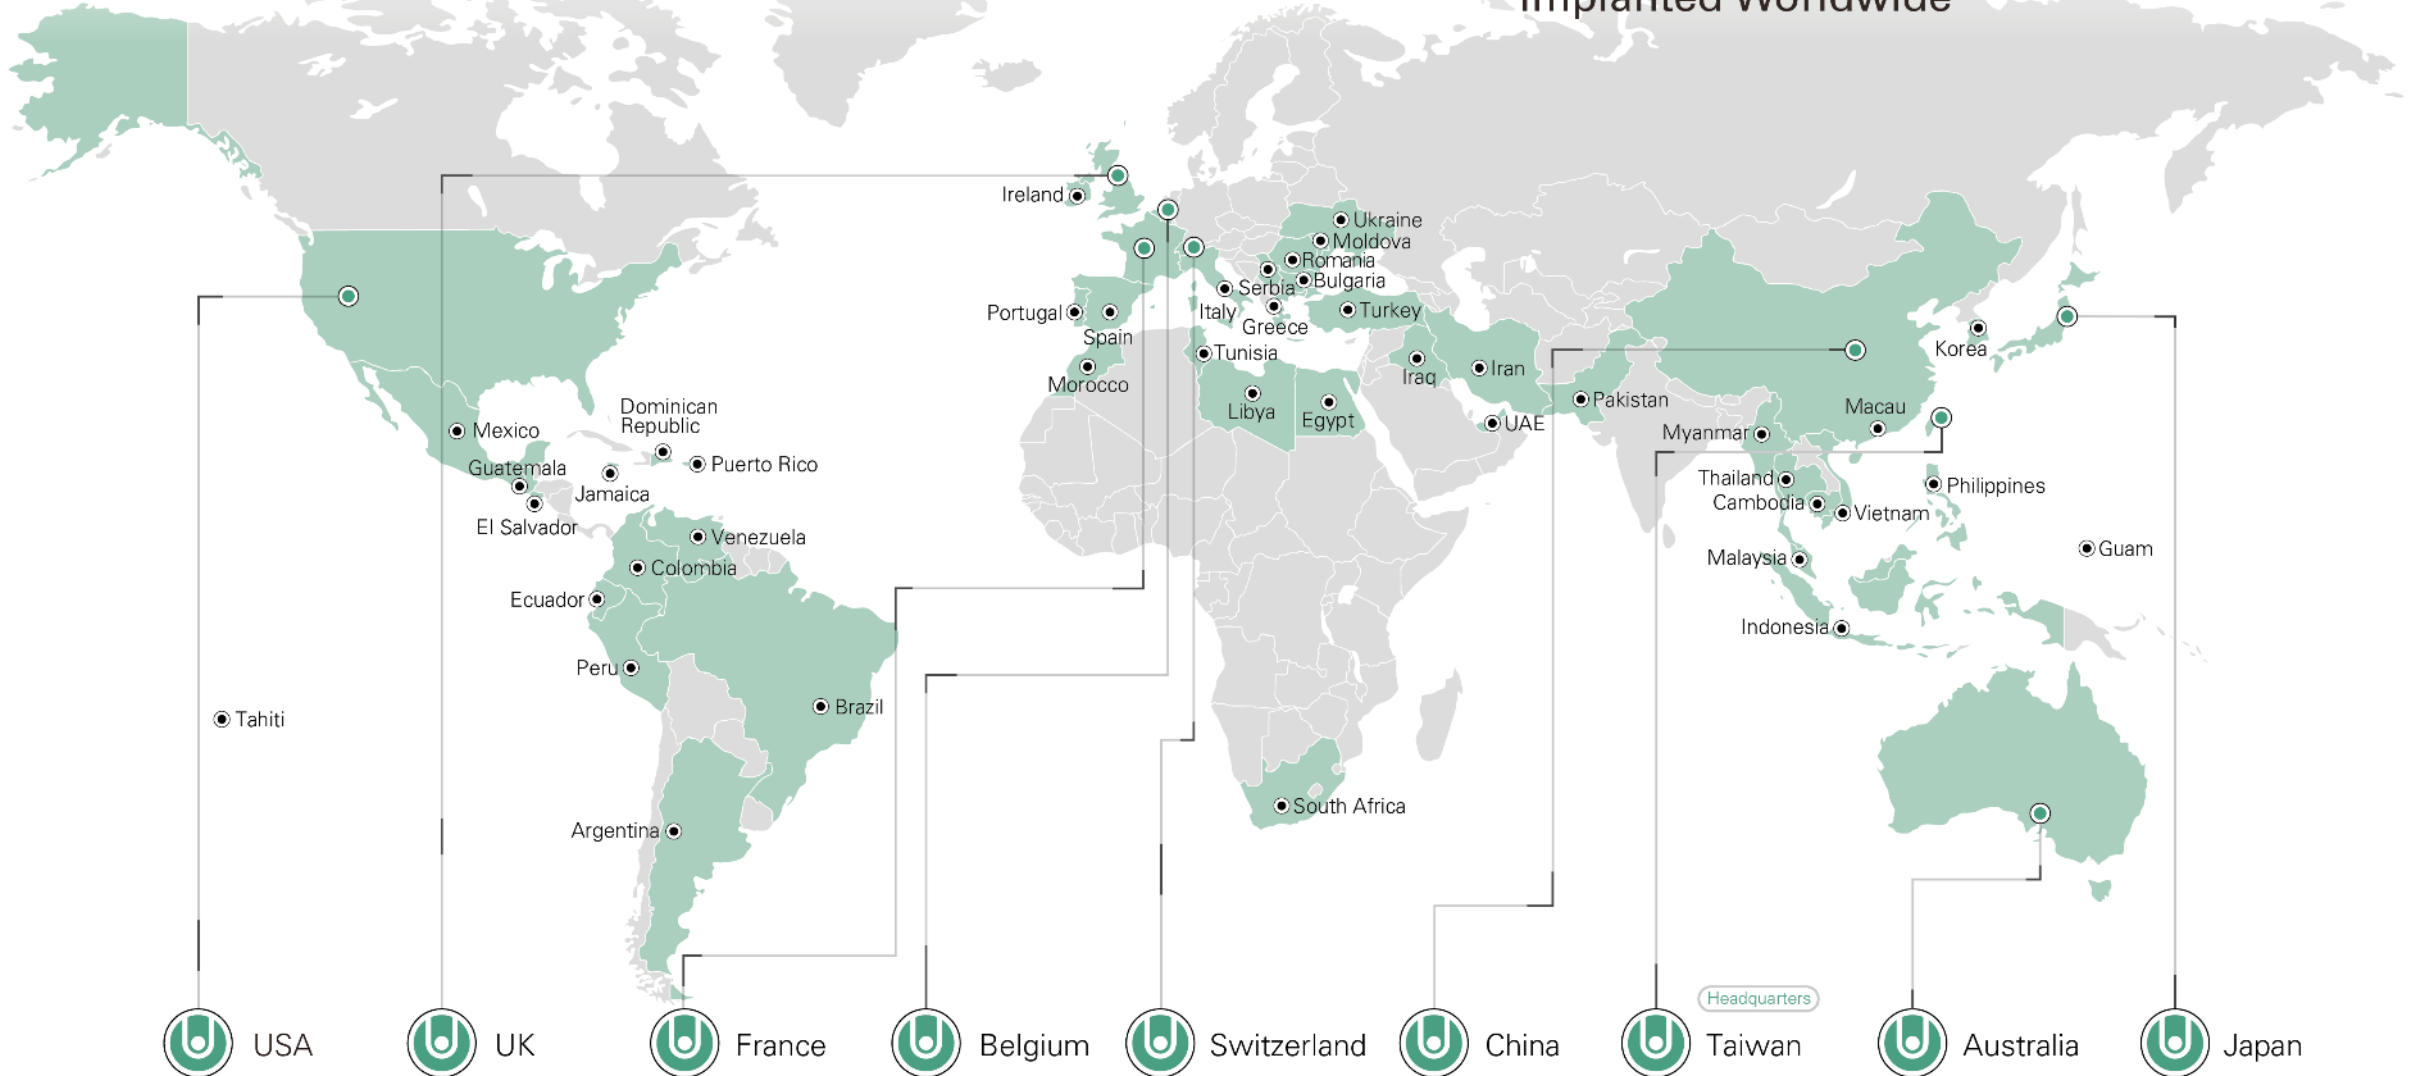 Implanted Worldwide
Ireland
Ukraine
Moldova
Romania
Serbia
Bulgaria
Italy
Greece
Turkey
Portugal
Spain
Tunisia
Morocco
Libya
Egypt
Iraq
Iran
UAE
Pakistan
Korea
Macau
Myanmar
Thailand
Cambodia
Vietnam
Philippines
Malaysia
Indonesia
Guam
Mexico
Dominican
Republic
Puerto Rico
Guatemala
Jamaica
El Salvador
Venezuela
Colombia
Ecuador
Peru
Brazil
Tahiti
Argentina
South Africa
Headquarters
USA
UK
France
Belgium
Switzerland
China
Taiwan
Australia
Japan